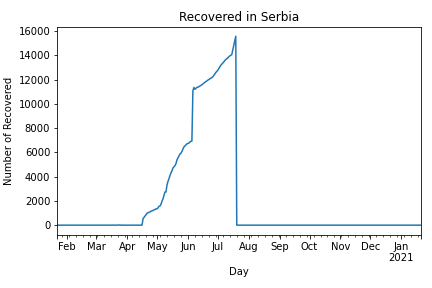 Recovered in Serbia
Number of Recovered
16000
14000
12000
10000
8000
6000
4000
2000
0
Feb Mar Apr May Jun Jul Aug Sep Oct Nov Dec Jan
2021
Day